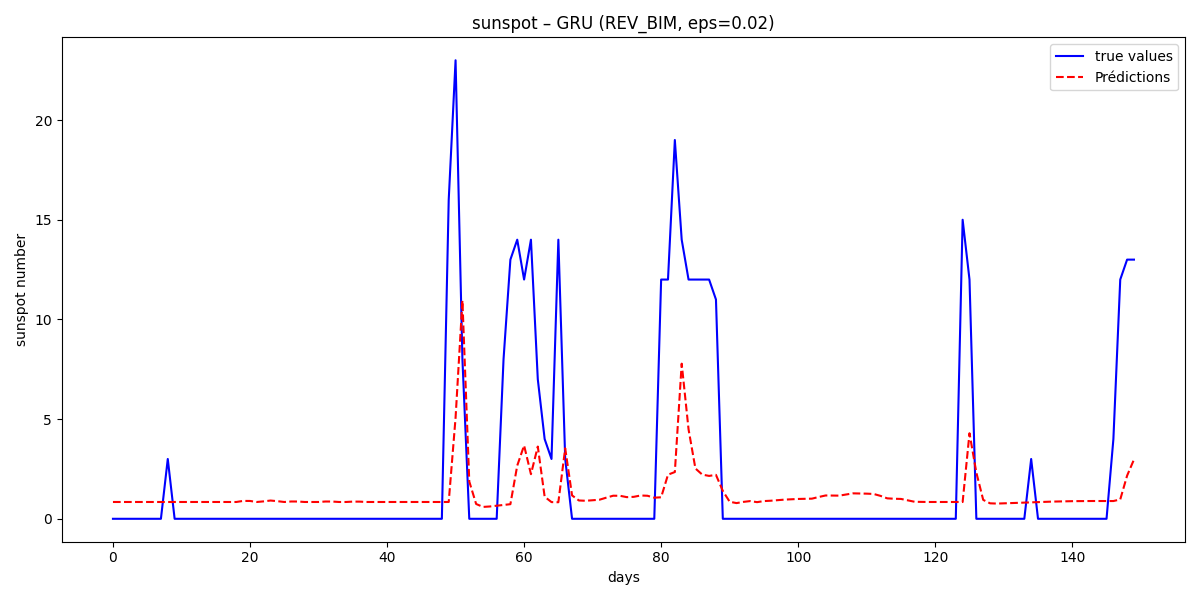 sunspot – GRU (REV_BIM, eps=0.02)
true values
Prédictions
sunspot number
20
15
10
5
0
0 20 40 60 80 100 120 140
days